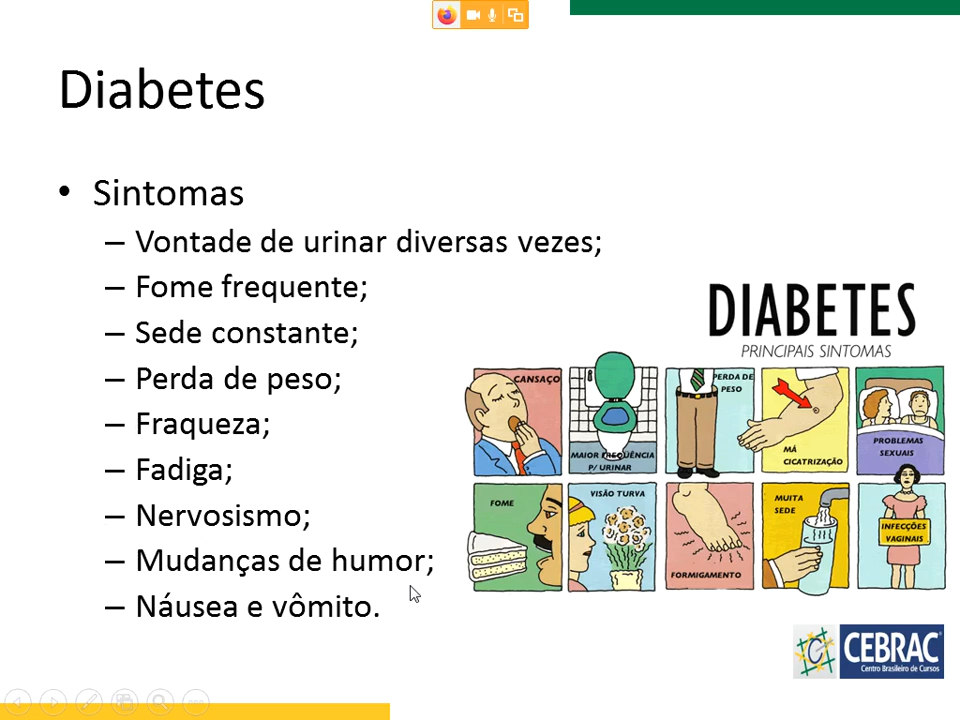 Diabetes
• Sintomas
– Vontade de urinar diversas vezes;
– Fome frequente;
– Sede constante;
– Perda de peso;
– Fraqueza;
– Fadiga;
– Nervosismo;
– Mudanças de humor;
– Náusea e vômito.
DIABETES
PRINCIPAIS SINTOMAS
CANSAÇO
MAIOR FREQUÊNCIA
P/ URINAR
PERDA DE
PESO
MÁ
CICATRIZAÇÃO
PROBLEMAS
SEXUAIS
FOME
VISÃO TURVA
FORMIGAMENTO
MUITA
SEDE
INFECÇÕES
VAGINAIS
CEBRAC
Centro Brasileiro de Cursos